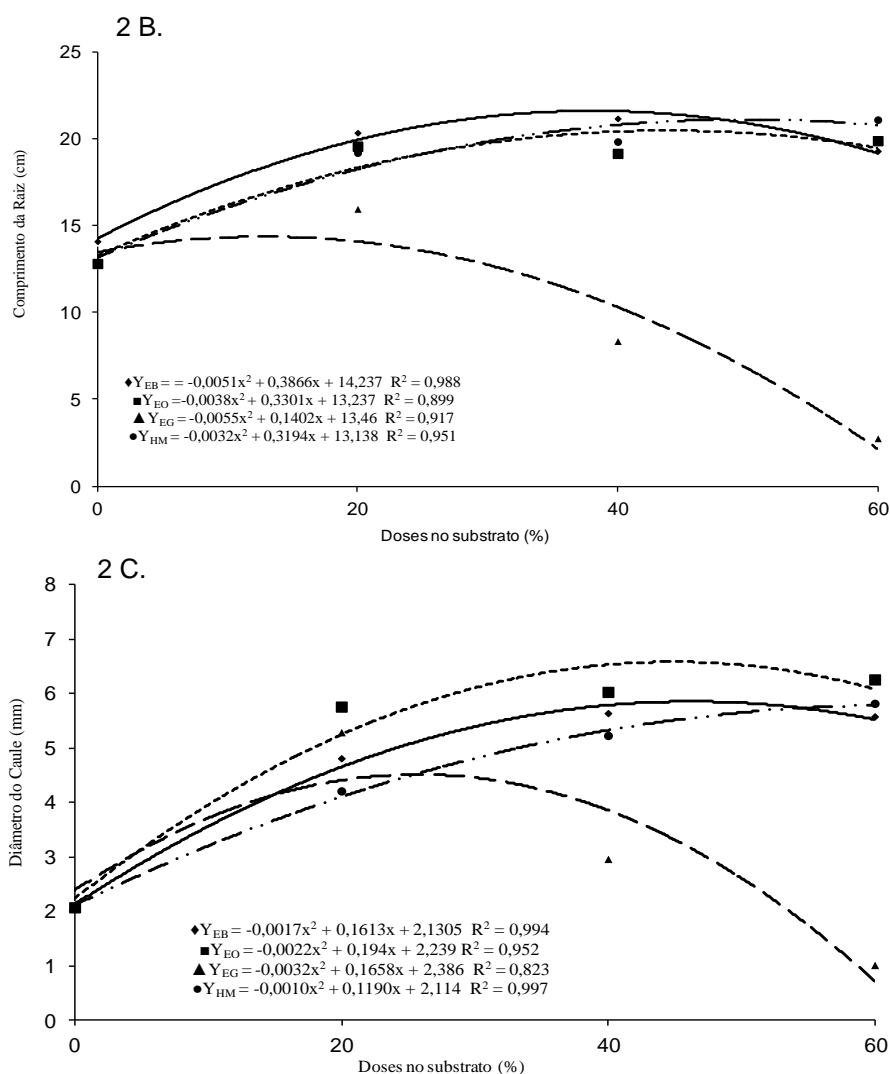 2 B.
25
20
15
10
5
0
Comprimento da Raiz (cm)
♦Y_EB = = -0,0051x² + 0,3866x + 14,237 R² = 0,988
■Y_EO =-0,0038x² + 0,3301x + 13,237 R² = 0,899
▲Y_EG =-0,0055x² + 0,1402x + 13,46 R² = 0,917
●Y_HM = -0,0032x² + 0,3194x + 13,138 R² = 0,951
0 20 40 60
Doses no substrato (%)
2 C.
8
7
6
5
4
3
2
1
0
Diâmetro do Caule (mm)
♦Y_EB = -0,0017x² + 0,1613x + 2,1305 R² = 0,994
■Y_EO = -0,0022x² + 0,194x + 2,239 R² = 0,952
▲Y_EG =-0,0032x² + 0,1658x + 2,386 R² = 0,823
●Y_HM = -0,0010x² + 0,1190x + 2,114 R² = 0,997
0 20 40 60
Doses no substrato (%)